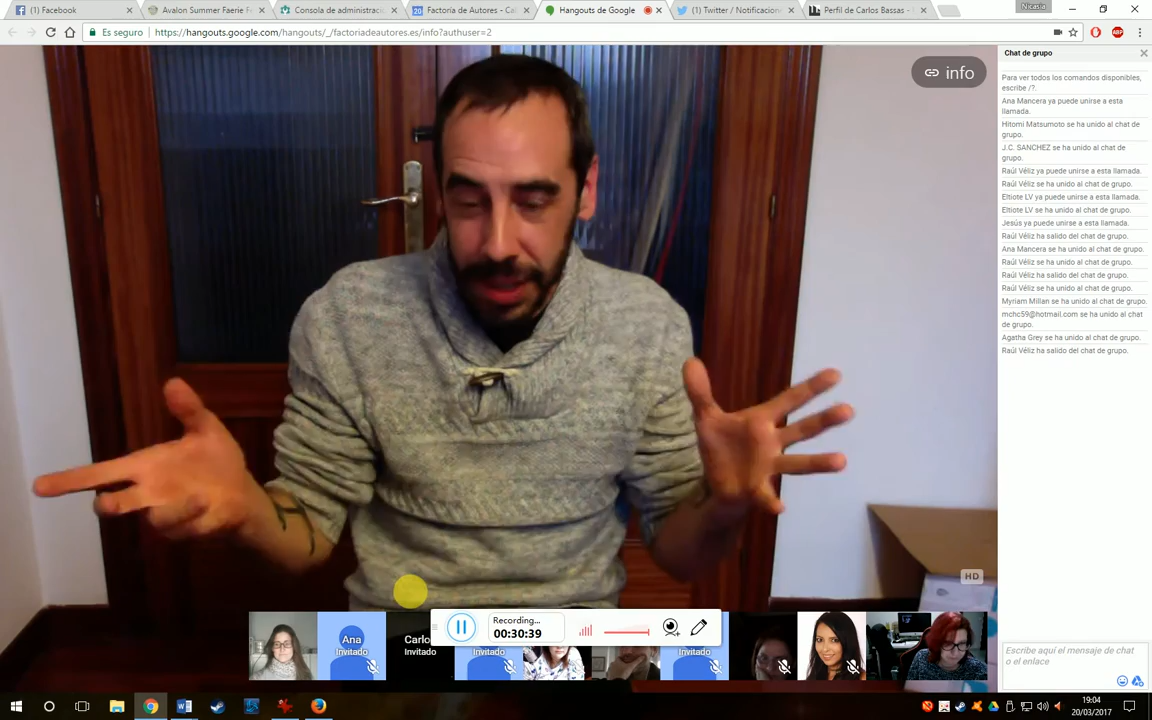 Nicasia
(1) Facebook
Avalon Summer Faerie F
Consola de administrac
Factoría de Autores - Cal
Hangouts de Google
(1) Twitter / Notificacion
Perfil de Carlos Bassas -
Es seguro
https://hangouts.google.com/hangouts/_/factoriadeautores.es/info?authuser=2
info
Chat de grupo
Para ver todos los comandos disponibles,
escribe /?.
Ana Mancera ya puede unirse a esta
llamada.
Hitomi Matsumoto se ha unido al chat de
grupo.
J.C. SANCHEZ se ha unido al chat de
grupo.
Raúl Véliz ya puede unirse a esta llamada.
Raúl Véliz se ha unido al chat de grupo.
Eltiote LV ya puede unirse a esta llamada.
Eltiote LV se ha unido al chat de grupo.
Jesús ya puede unirse a esta llamada.
Raúl Véliz ha salido del chat de grupo.
Ana Mancera se ha unido al chat de grupo.
Raúl Véliz se ha unido al chat de grupo.
Raúl Véliz ha salido del chat de grupo.
Raúl Véliz se ha unido al chat de grupo.
Myriam Millan se ha unido al chat de grupo.
mchc59@hotmail.com se ha unido al chat
de grupo.
Agatha Grey se ha unido al chat de grupo.
Raúl Véliz ha salido del chat de grupo.
HD
Recording...
00:30:39
Ana
Invitado
Carlo
Invitado
Invitado
Invitado
Escribe aquí el mensaje de chat
o el enlace
19:04
20/03/2017